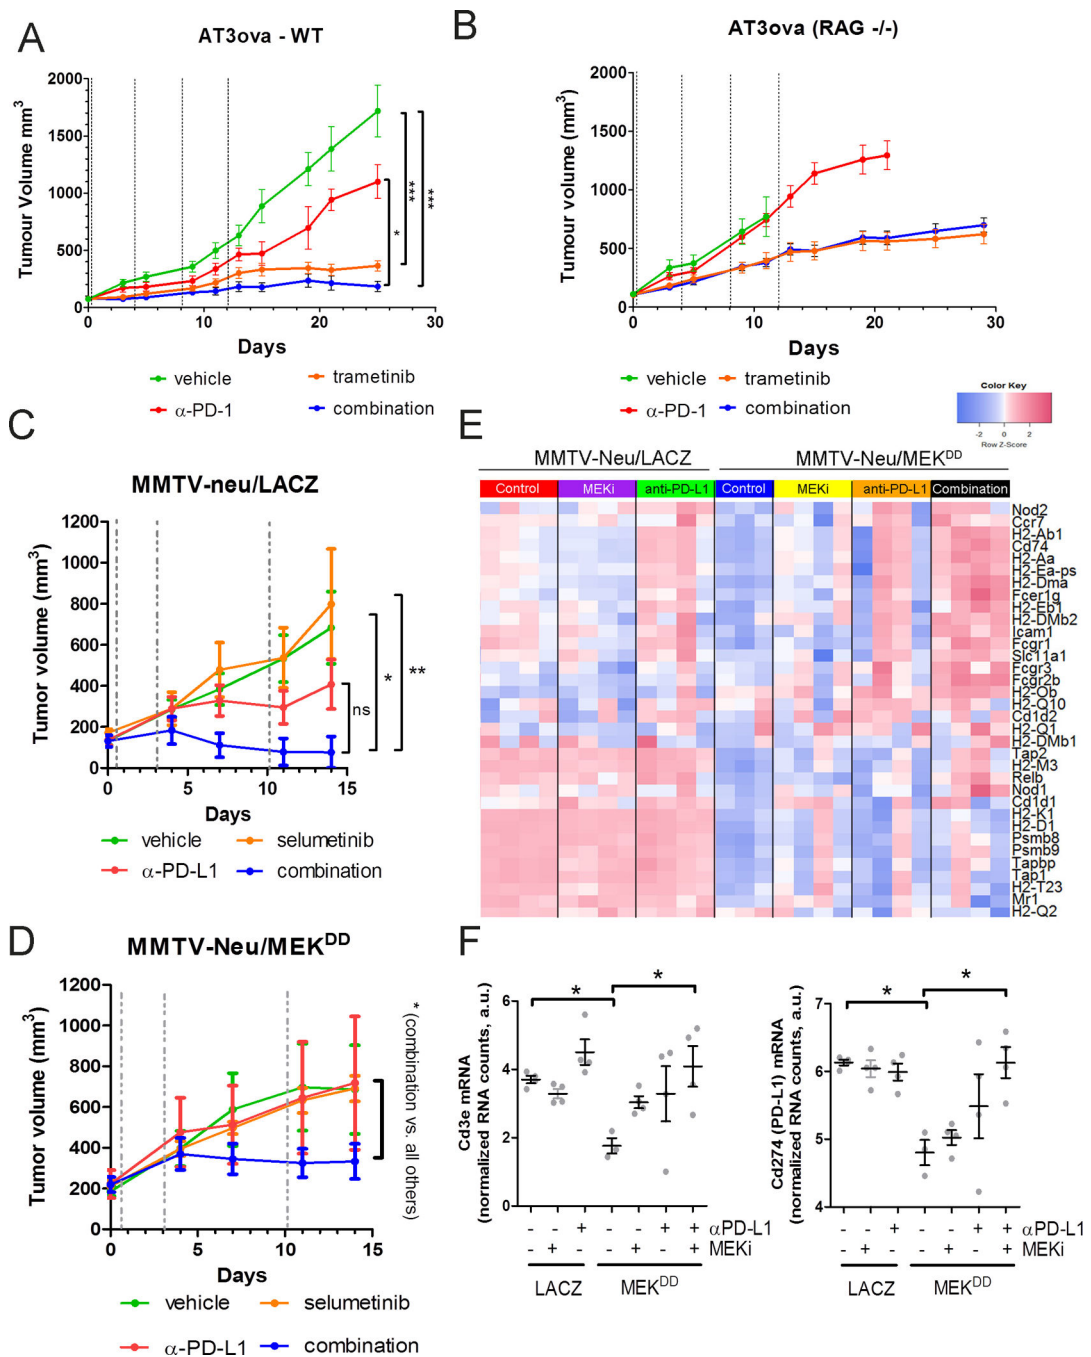 A
AT3ova - WT
Tumour Volume mm³
2000
1500
1000
500
0
0 10 20 30
Days
***
***
*
vehicle
trametinib
α-PD-1
combination
B
AT3ova (RAG -/-)
Tumour volume (mm³)
2000
1500
1000
500
0
0 10 20 30
Days
vehicle
trametinib
α-PD-1
combination
C
MMTV-neu/LACZ
Tumor volume (mm³)
1200
1000
800
600
400
200
0
0 5 10 15
Days
ns
*
**
vehicle
selumetinib
α-PD-L1
combination
D
MMTV-Neu/MEK^DD
Tumor volume (mm³)
1200
1000
800
600
400
200
0
0 5 10 15
Days
* (combination vs. all others)
vehicle
selumetinib
α-PD-L1
combination
Color Key
-2 0 2
Row Z-Score
E
MMTV-Neu/LACZ
MMTV-Neu/MEK^DD
Control MEKi anti-PD-L1 Control MEKi anti-PD-L1 Combination
Nod2
Ccr7
H2-Ab1
Cd74
H2-Aa
H2-Ea-ps
H2-Dma
Fcer1g
H2-Eb1
H2-DMb2
Icam1
Fcgr1
Slc11a1
Fcgr3
Fcgr2b
H2-Ob
H2-Q10
Cd1d2
H2-Q1
H2-DMb1
Tap2
H2-M3
Relb
Nod1
Cd1d1
H2-K1
H2-D1
Psmb8
Psmb9
Tapbp
Tap1
H2-T23
Mr1
H2-Q2
F
Cd3e mRNA
(normalized RNA counts, a.u.)
6
4
2
0
* *
- - + - - + +
- + - - + - +
αPD-L1
MEKi
LACZ MEK^DD
Cd274 (PD-L1) mRNA
(normalized RNA counts, a.u.)
7
6
5
4
* *
- - + - - + + αPD-L1
- + - - + - + MEKi
LACZ MEK^DD